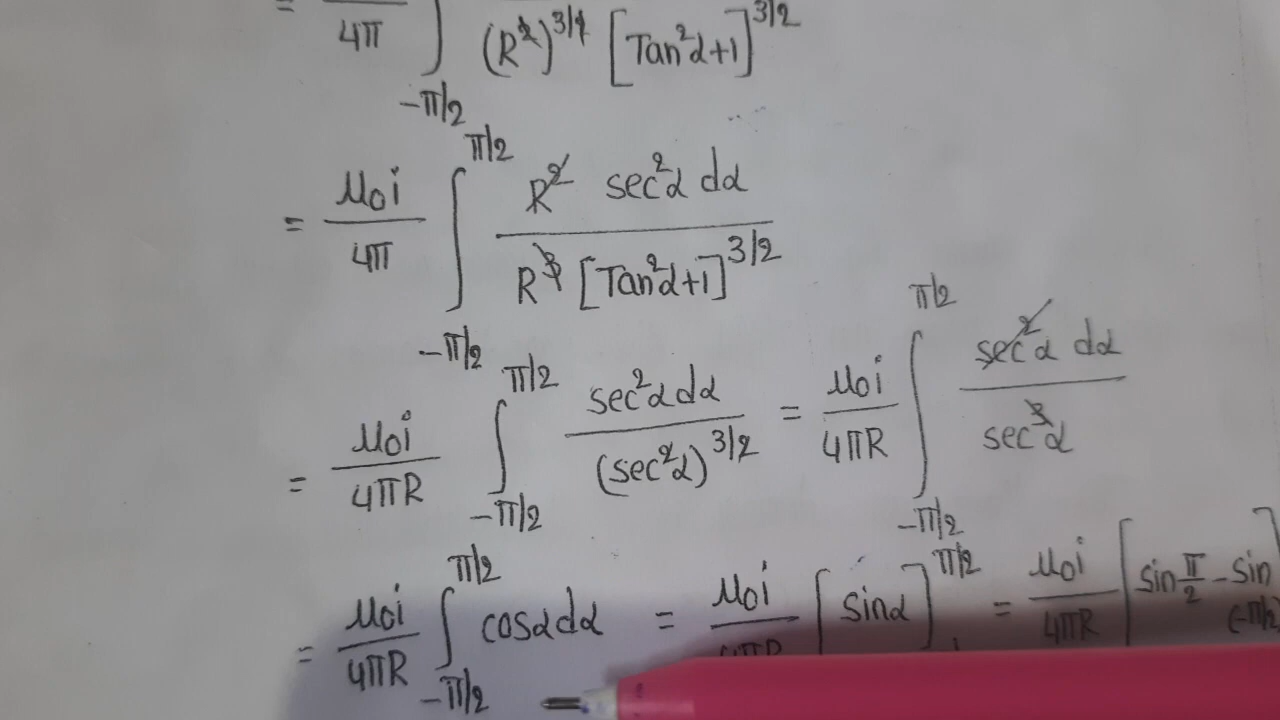 = 4π ∫ -π/2 (R²)^3/2 [Tan²α+1]^3/2
= μ₀i/4π ∫ -π/2 π/2 R² sec²α dα / R³ [Tan²α+1]^3/2
= μ₀i/4πR ∫ -π/2 π/2 sec²α dα / (sec²α)^3/2 = μ₀i/4πR ∫ -π/2 π/2 sec²α dα / sec³α
= μ₀i/4πR ∫ -π/2 π/2 cosα dα = μ₀i/4πR [sinα] π/2 = μ₀i/4πR [sin π/2 - sin (-π/2)]